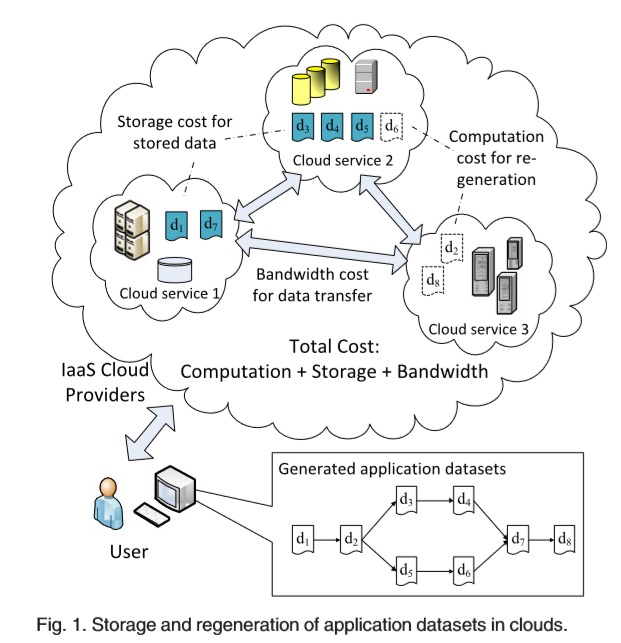 Storage cost for
stored data
d3 d4 d5 d6
Cloud service 2
Computation
cost for re-
generation
d1 d7
Cloud service 1
Bandwidth cost
for data transfer
d2
d8
Cloud service 3
Total Cost:
Computation + Storage + Bandwidth
IaaS Cloud
Providers
User
Generated application datasets
d3 d4
d1 d2 d7 d8
d5 d6
Fig. 1. Storage and regeneration of application datasets in clouds.